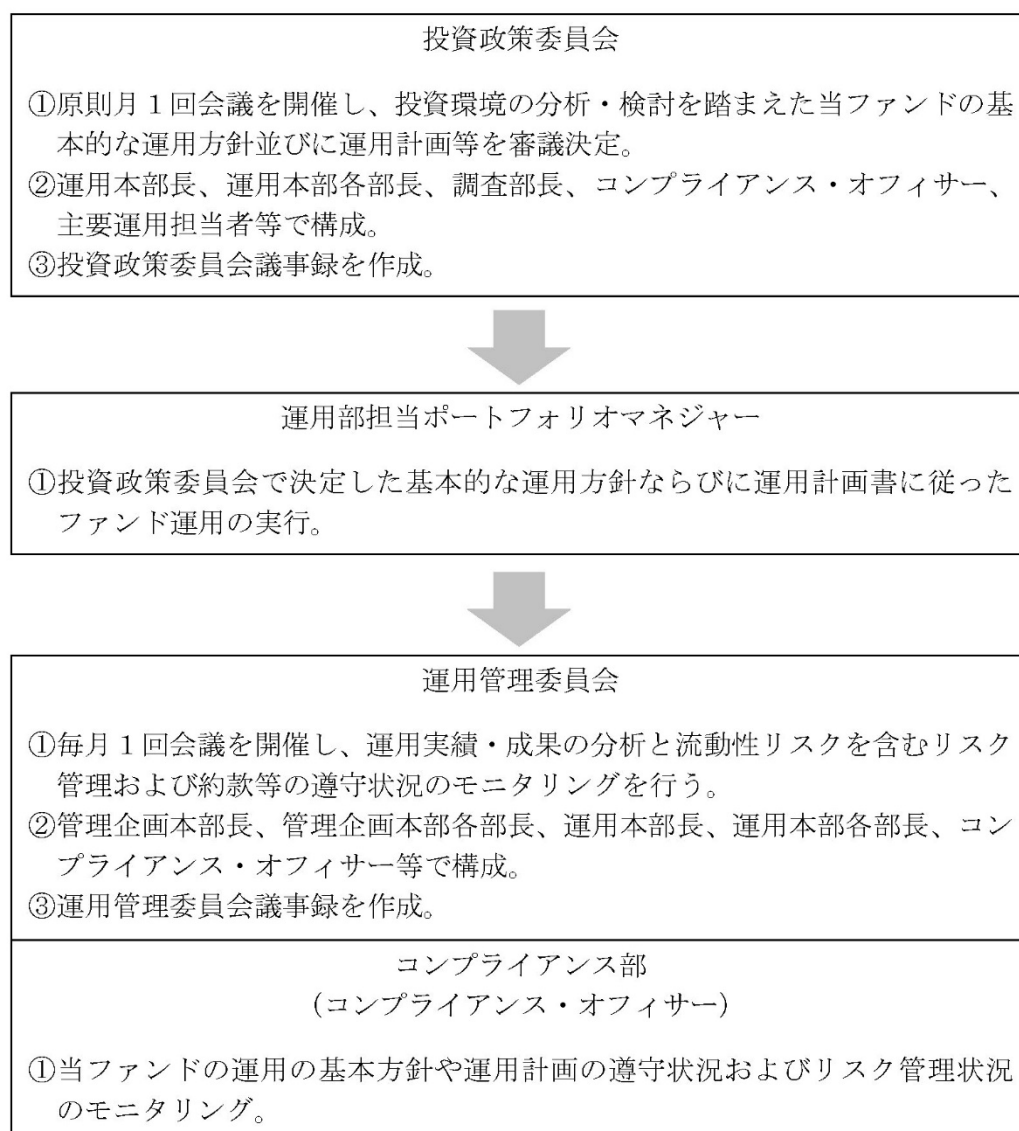 投資政策委員会
①原則月１回会議を開催し、投資環境の分析・検討を踏まえた当ファンドの基
本的な運用方針並びに運用計画等を審議決定。
②運用本部長、運用本部各部長、調査部長、コンプライアンス・オフィサー、
主要運用担当者等で構成。
③投資政策委員会議事録を作成。
運用部担当ポートフォリオマネジャー
①投資政策委員会で決定した基本的な運用方針ならびに運用計画書に従った
ファンド運用の実行。
運用管理委員会
①毎月１回会議を開催し、運用実績・成果の分析と流動性リスクを含むリスク
管理および約款等の遵守状況のモニタリングを行う。
②管理企画本部長、管理企画本部各部長、運用本部長、運用本部各部長、コン
プライアンス・オフィサー等で構成。
③運用管理委員会議事録を作成。
コンプライアンス部
（コンプライアンス・オフィサー）
①当ファンドの運用の基本方針や運用計画の遵守状況およびリスク管理状況
のモニタリング。